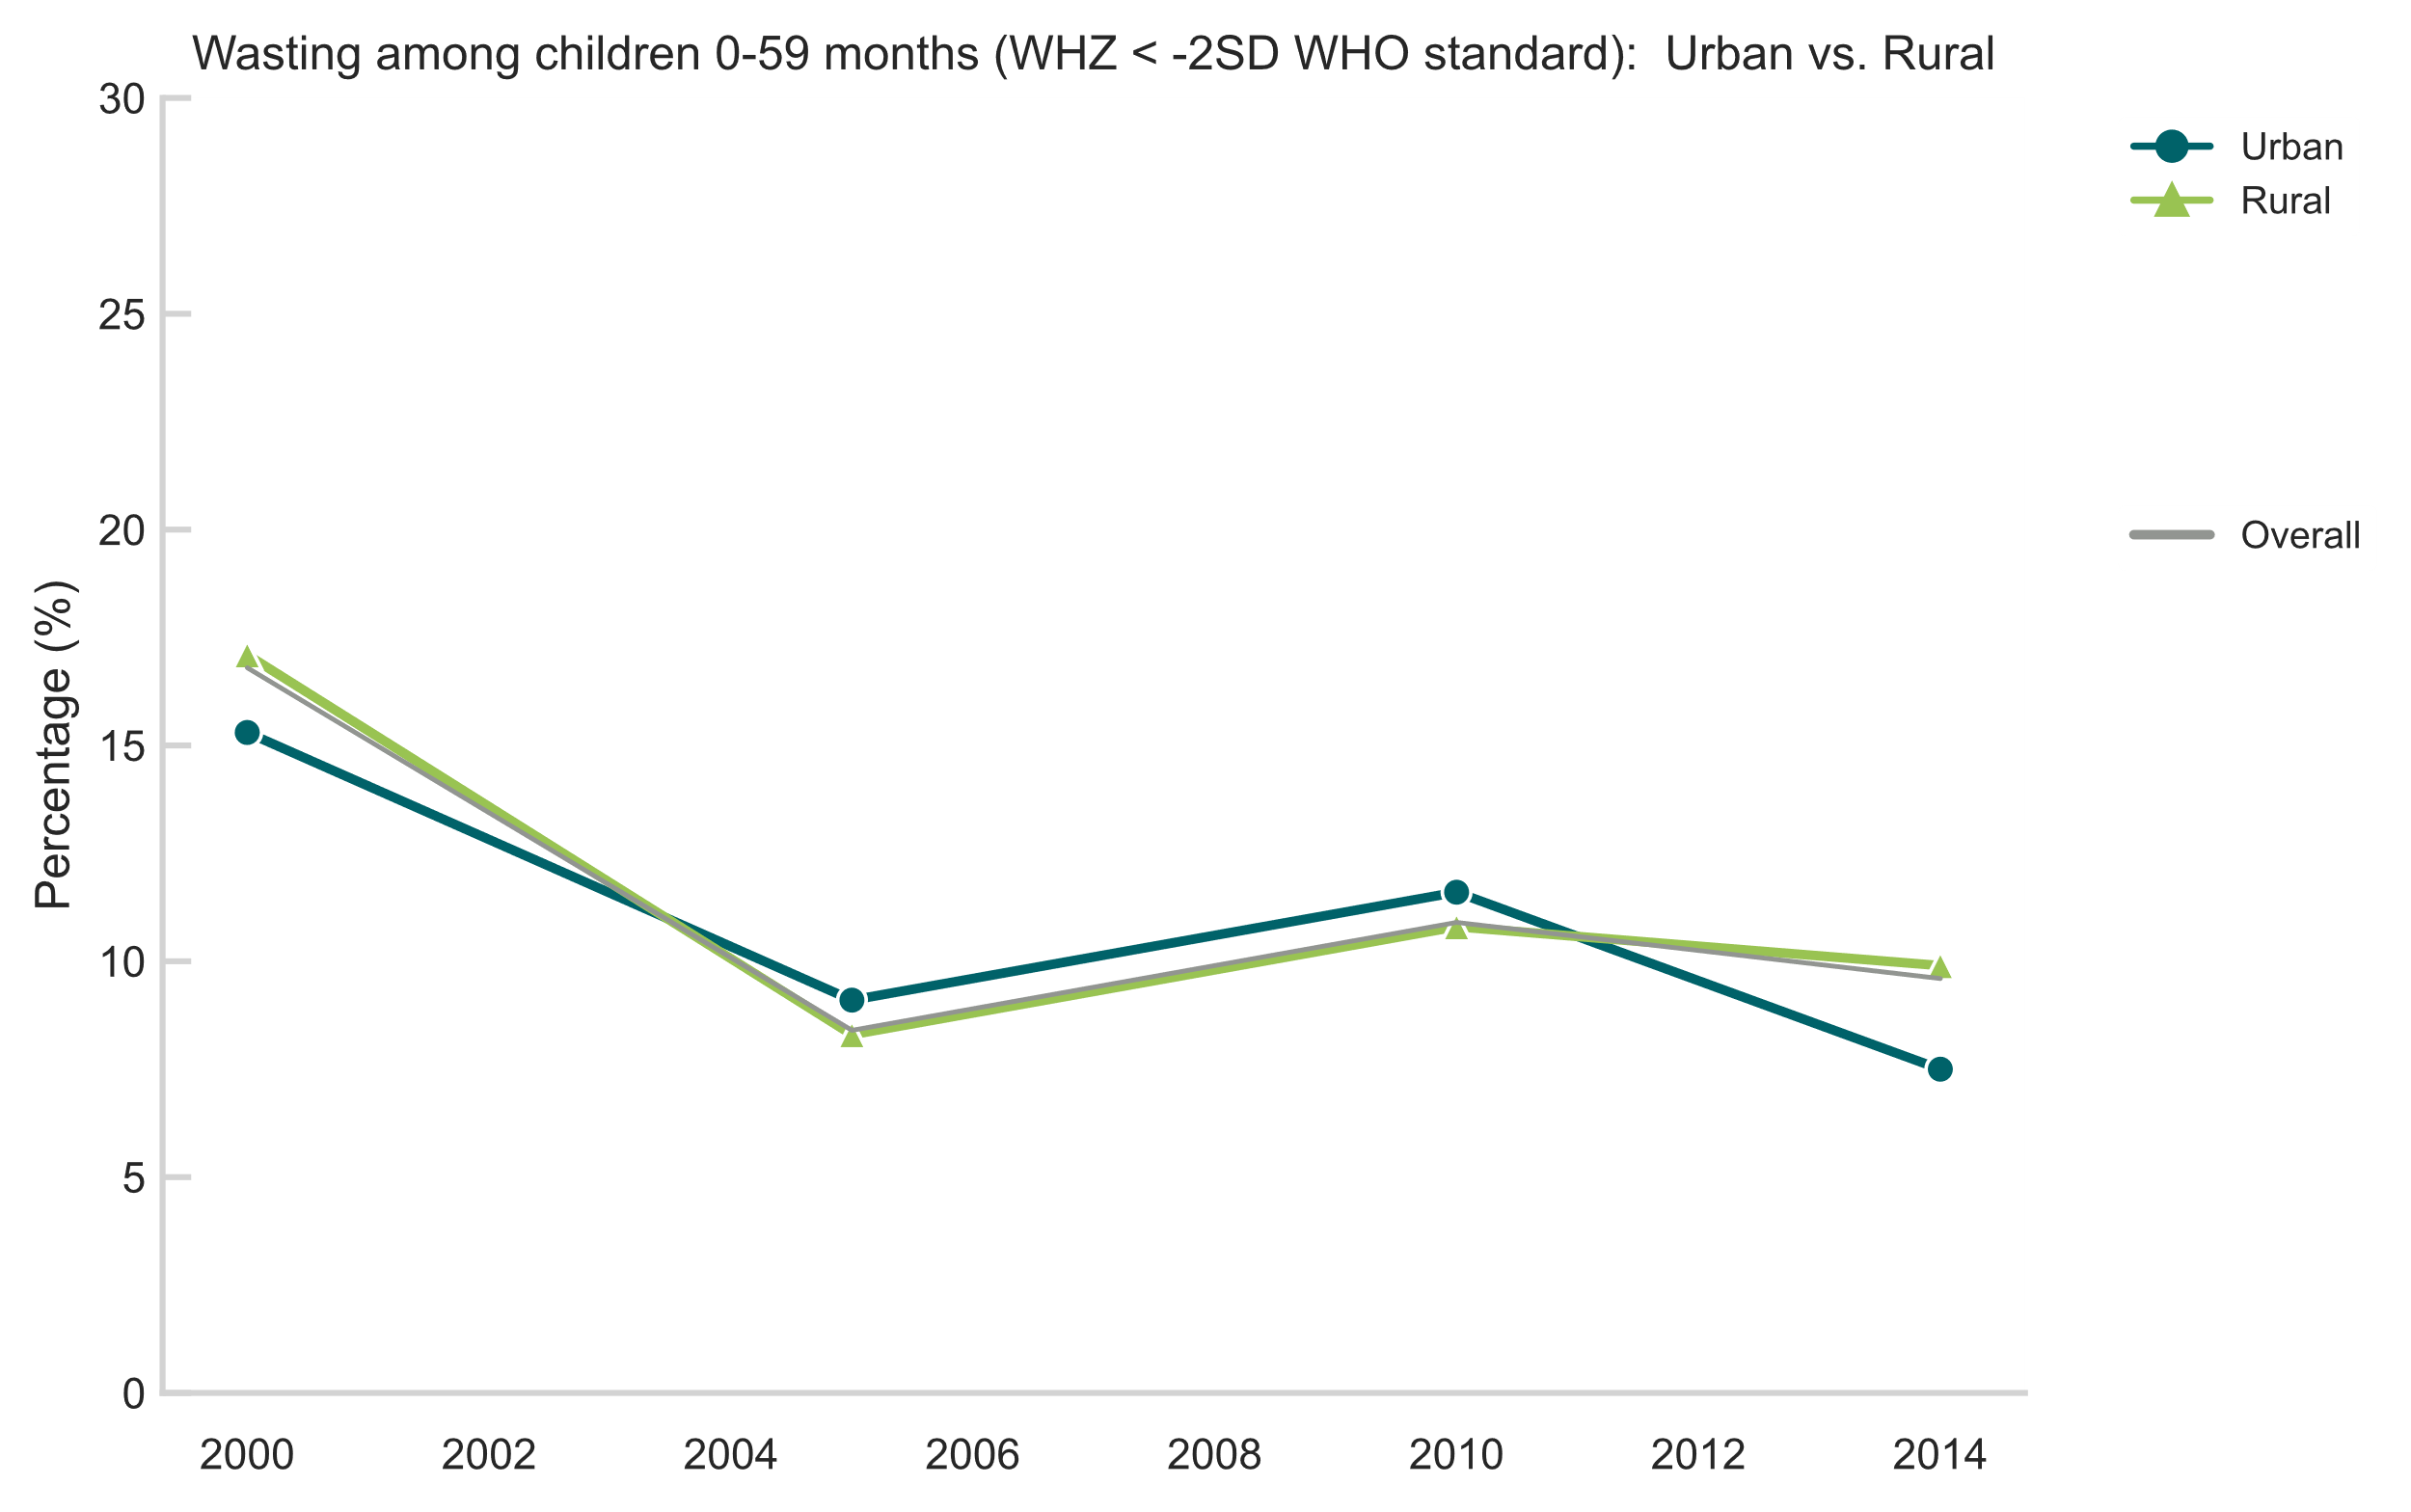 Wasting among children 0-59 months (WHZ < -2SD WHO standard):  Urban vs. Rural
Urban
Rural
Overall
Percentage (%)
30
25
20
15
10
5
0
2000 2002 2004 2006 2008 2010 2012 2014